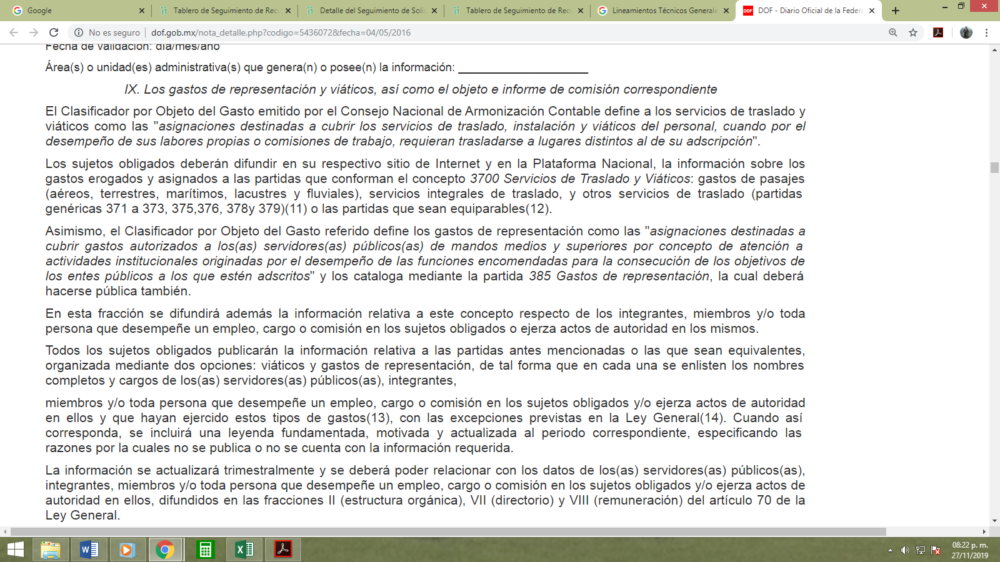 Google
Tablero de Seguimiento de Recu
Detalle del Seguimiento de Solic
Tablero de Seguimiento de Recu
Lineamientos Técnicos Generale
DOF - Diario Oficial de la Federa
No es seguro
dof.gob.mx/nota_detalle.php?codigo=5436072&fecha=04/05/2016
Fecha de validación: día/mes/año
Área(s) o unidad(es) administrativa(s) que genera(n) o posee(n) la información: ____________________
IX. Los gastos de representación y viáticos, así como el objeto e informe de comisión correspondiente
El Clasificador por Objeto del Gasto emitido por el Consejo Nacional de Armonización Contable define a los servicios de traslado y
viáticos como las "asignaciones destinadas a cubrir los servicios de traslado, instalación y viáticos del personal, cuando por el
desempeño de sus labores propias o comisiones de trabajo, requieran trasladarse a lugares distintos al de su adscripción".
Los sujetos obligados deberán difundir en su respectivo sitio de Internet y en la Plataforma Nacional, la información sobre los
gastos erogados y asignados a las partidas que conforman el concepto 3700 Servicios de Traslado y Viáticos: gastos de pasajes
(aéreos, terrestres, marítimos, lacustres y fluviales), servicios integrales de traslado, y otros servicios de traslado (partidas
genéricas 371 a 373, 375,376, 378y 379)(11) o las partidas que sean equiparables(12).
Asimismo, el Clasificador por Objeto del Gasto referido define los gastos de representación como las "asignaciones destinadas a
cubrir gastos autorizados a los(as) servidores(as) públicos(as) de mandos medios y superiores por concepto de atención a
actividades institucionales originadas por el desempeño de las funciones encomendadas para la consecución de los objetivos de
los entes públicos a los que estén adscritos" y los cataloga mediante la partida 385 Gastos de representación, la cual deberá
hacerse pública también.
En esta fracción se difundirá además la información relativa a este concepto respecto de los integrantes, miembros y/o toda
persona que desempeñe un empleo, cargo o comisión en los sujetos obligados o ejerza actos de autoridad en los mismos.
Todos los sujetos obligados publicarán la información relativa a las partidas antes mencionadas o las que sean equivalentes,
organizada mediante dos opciones: viáticos y gastos de representación, de tal forma que en cada una se enlisten los nombres
completos y cargos de los(as) servidores(as) públicos(as), integrantes,
miembros y/o toda persona que desempeñe un empleo, cargo o comisión en los sujetos obligados y/o ejerza actos de autoridad
en ellos y que hayan ejercido estos tipos de gastos(13), con las excepciones previstas en la Ley General(14). Cuando así
corresponda, se incluirá una leyenda fundamentada, motivada y actualizada al periodo correspondiente, especificando las
razones por la cuales no se publica o no se cuenta con la información requerida.
La información se actualizará trimestralmente y se deberá poder relacionar con los datos de los(as) servidores(as) públicos(as),
integrantes, miembros y/o toda persona que desempeñe un empleo, cargo o comisión en los sujetos obligados y/o ejerza actos de
autoridad en ellos, difundidos en las fracciones II (estructura orgánica), VII (directorio) y VIII (remuneración) del artículo 70 de la
Ley General.
08:22 p. m.
27/11/2019